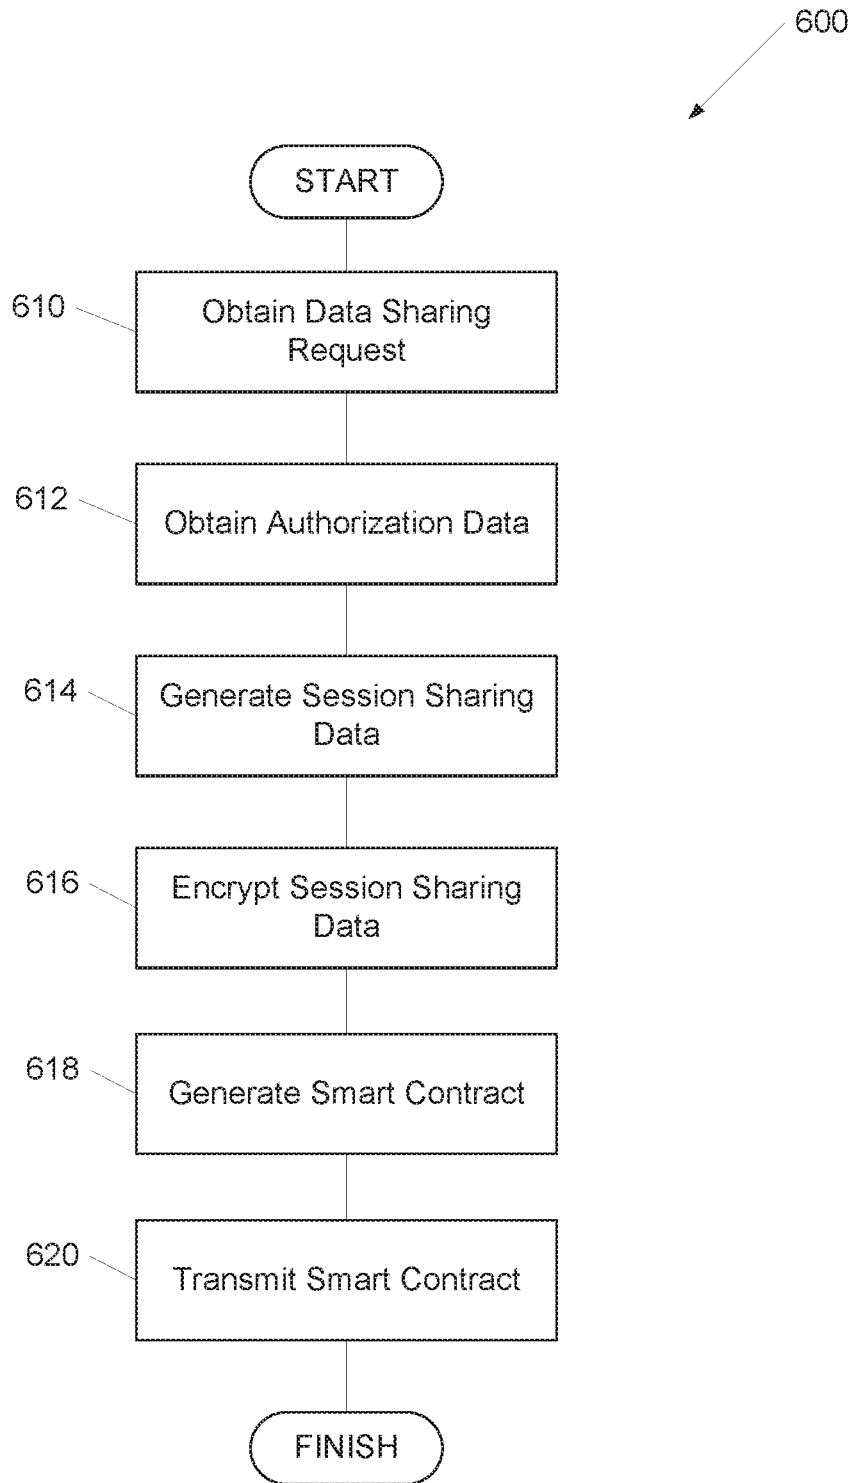 600
START
610
Obtain Data Sharing
Request
612
Obtain Authorization Data
614
Generate Session Sharing
Data
616
Encrypt Session Sharing
Data
618
Generate Smart Contract
620
Transmit Smart Contract
FINISH